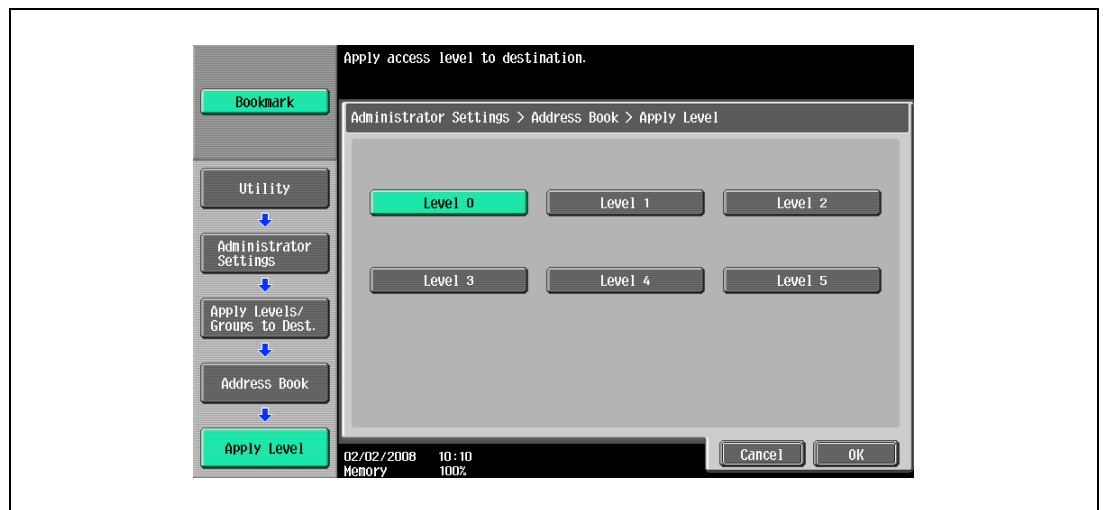 Apply access level to destination.
Bookmark
Administrator Settings > Address Book > Apply Level
Utility
Level 0
Level 1
Level 2
Administrator
Settings
Level 3
Level 4
Level 5
Apply Levels/
Groups to Dest.
Address Book
Apply Level
02/02/2008 10:10
Memory 100%
Cancel
OK